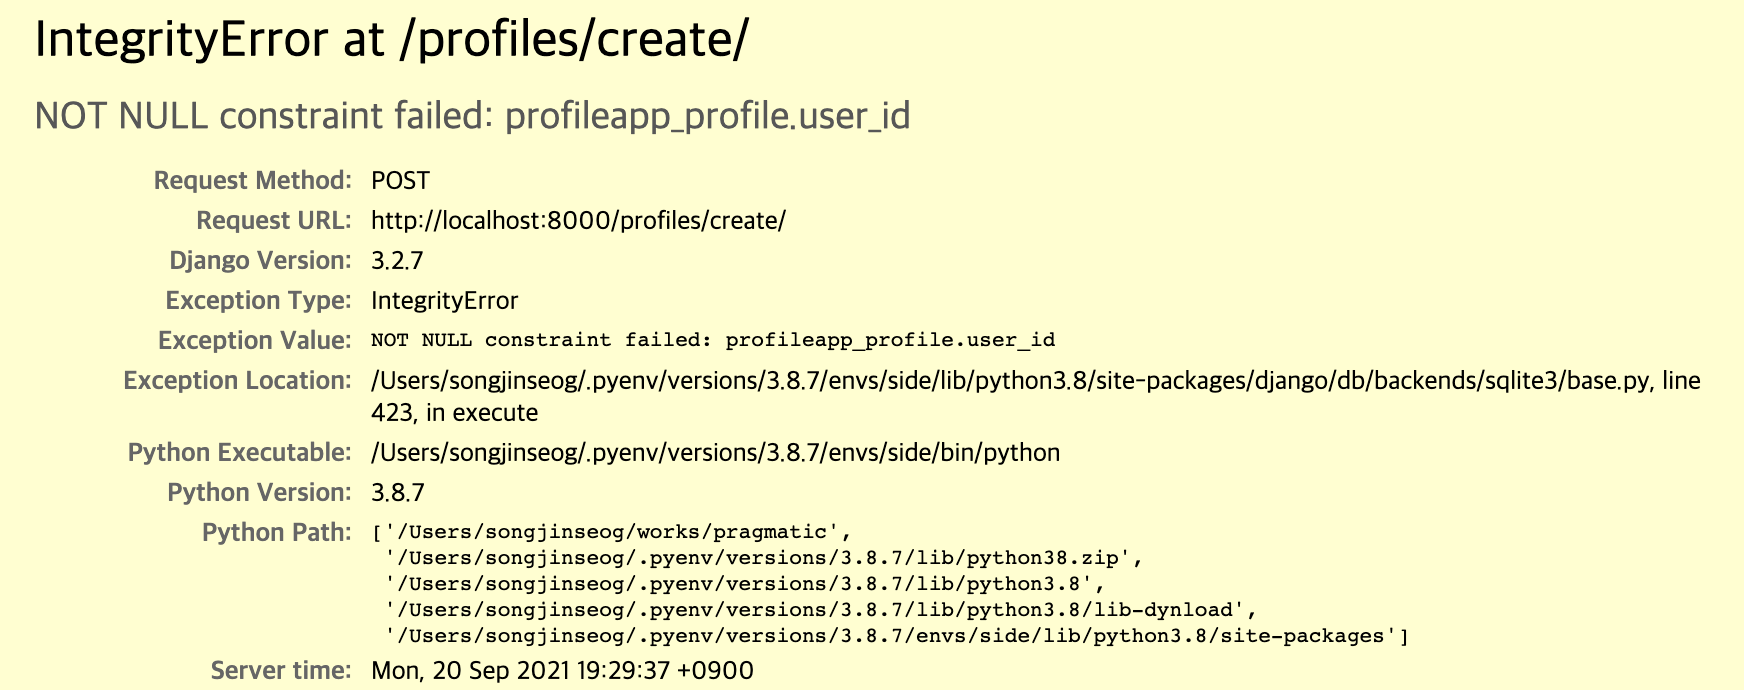 IntegrityError at /profiles/create/
NOT NULL constraint failed: profileapp_profile.user_id
Request Method: POST
Request URL: http://localhost:8000/profiles/create/
Django Version: 3.2.7
Exception Type: IntegrityError
Exception Value: NOT NULL constraint failed: profileapp_profile.user_id
Exception Location: /Users/songjinseog/.pyenv/versions/3.8.7/envs/side/lib/python3.8/site-packages/django/db/backends/sqlite3/base.py, line
423, in execute
Python Executable: /Users/songjinseog/.pyenv/versions/3.8.7/envs/side/bin/python
Python Version: 3.8.7
Python Path: ['/Users/songjinseog/works/pragmatic',
'/Users/songjinseog/.pyenv/versions/3.8.7/lib/python38.zip',
'/Users/songjinseog/.pyenv/versions/3.8.7/lib/python3.8',
'/Users/songjinseog/.pyenv/versions/3.8.7/lib/python3.8/lib-dynload',
'/Users/songjinseog/.pyenv/versions/3.8.7/envs/side/lib/python3.8/site-packages']
Server time: Mon, 20 Sep 2021 19:29:37 +0900